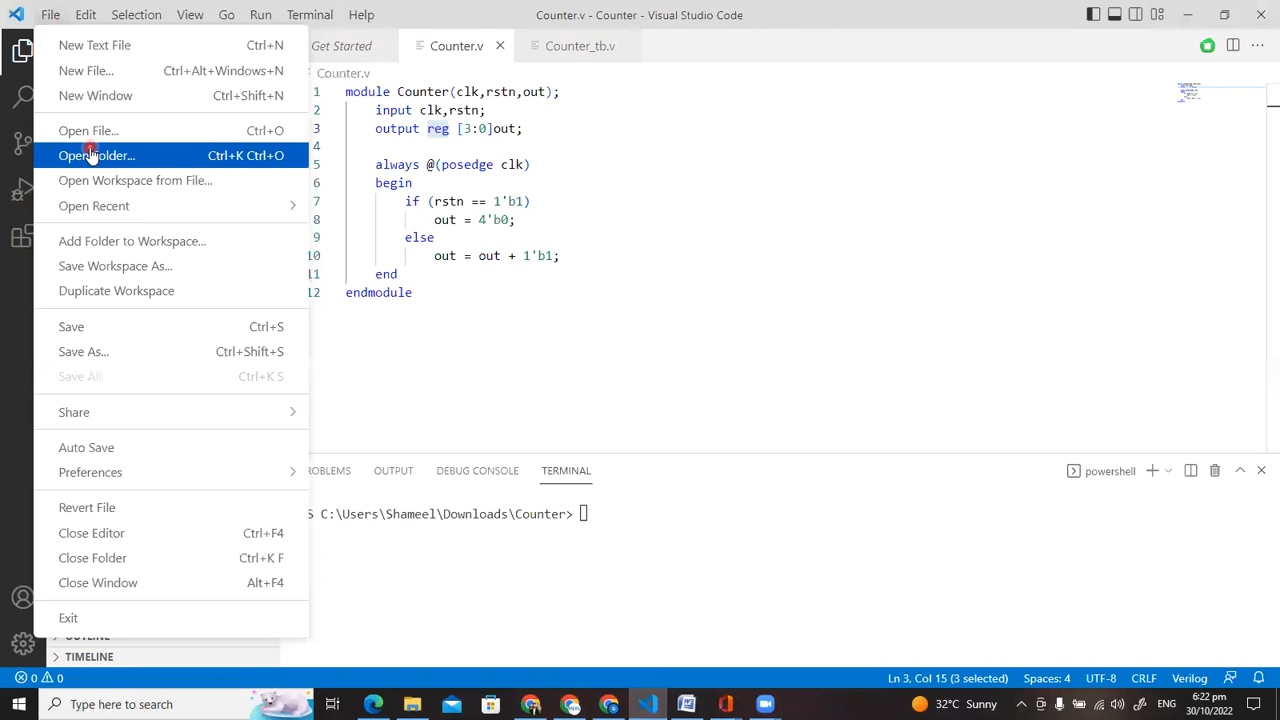 File Edit Selection View Go Run Terminal Help
Counter.v - Counter - Visual Studio Code
New Text File Ctrl+N
New File... Ctrl+Alt+Windows+N
New Window Ctrl+Shift+N
Open File... Ctrl+O
Open Folder... Ctrl+K Ctrl+O
Open Workspace from File...
Open Recent
Add Folder to Workspace...
Save Workspace As...
Duplicate Workspace
Save Ctrl+S
Save As... Ctrl+Shift+S
Save All Ctrl+K S
Share
Auto Save
Preferences
Revert File
Close Editor Ctrl+F4
Close Folder Ctrl+K F
Close Window Alt+F4
Exit
OUTLINE
TIMELINE
Get Started Counter.v Counter_tb.v
Counter.v
1 module Counter(clk,rstn,out);
2 input clk,rstn;
3 output reg [3:0]out;
4
5 always @(posedge clk)
6 begin
7 if (rstn == 1'b1)
8 out = 4'b0;
9 else
10 out = out + 1'b1;
11 end
12 endmodule
ROBLEMS OUTPUT DEBUG CONSOLE TERMINAL powershell
S C:\Users\Shameel\Downloads\Counter>
0 0 Ln 3, Col 15 (3 selected) Spaces: 4 UTF-8 CRLF Verilog
Type here to search 32°C Sunny ENG 6:22 pm
30/10/2022